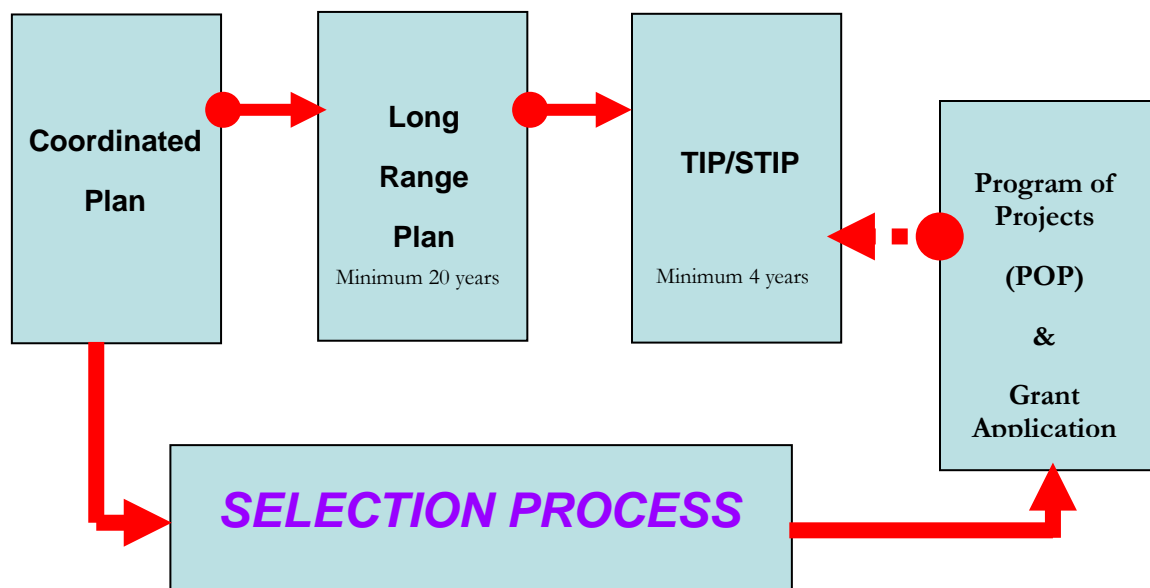 Coordinated
Plan
Long
Range
Plan
Minimum 20 years
TIP/STIP
Minimum 4 years
Program of
Projects
(POP)
&
Grant
Application
SELECTION PROCESS